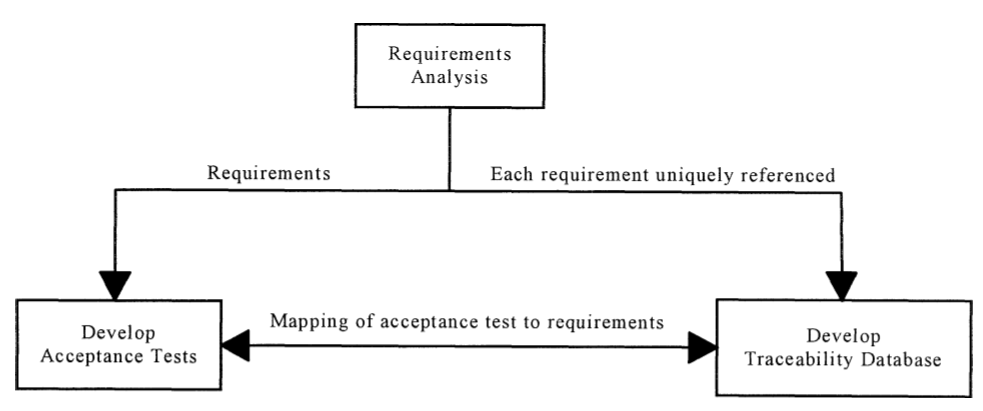 Requirements
Analysis
Requirements
Each requirement uniquely referenced
Mapping of acceptance test to requirements
Develop
Acceptance Tests
Develop
Traceability Database